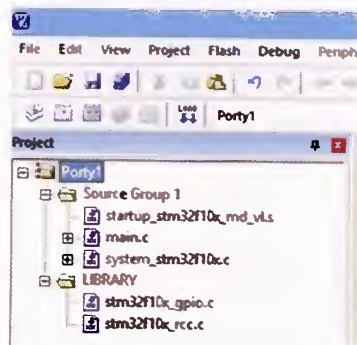 File Edit View Project Flash Debug Periph
LOAD Porty1
Project
Porty1
Source Group 1
startup_stm32f10x_md_vl.s
main.c
system_stm32f10x.c
LIBRARY
stm32f10x_gpio.c
stm32f10x_rcc.c